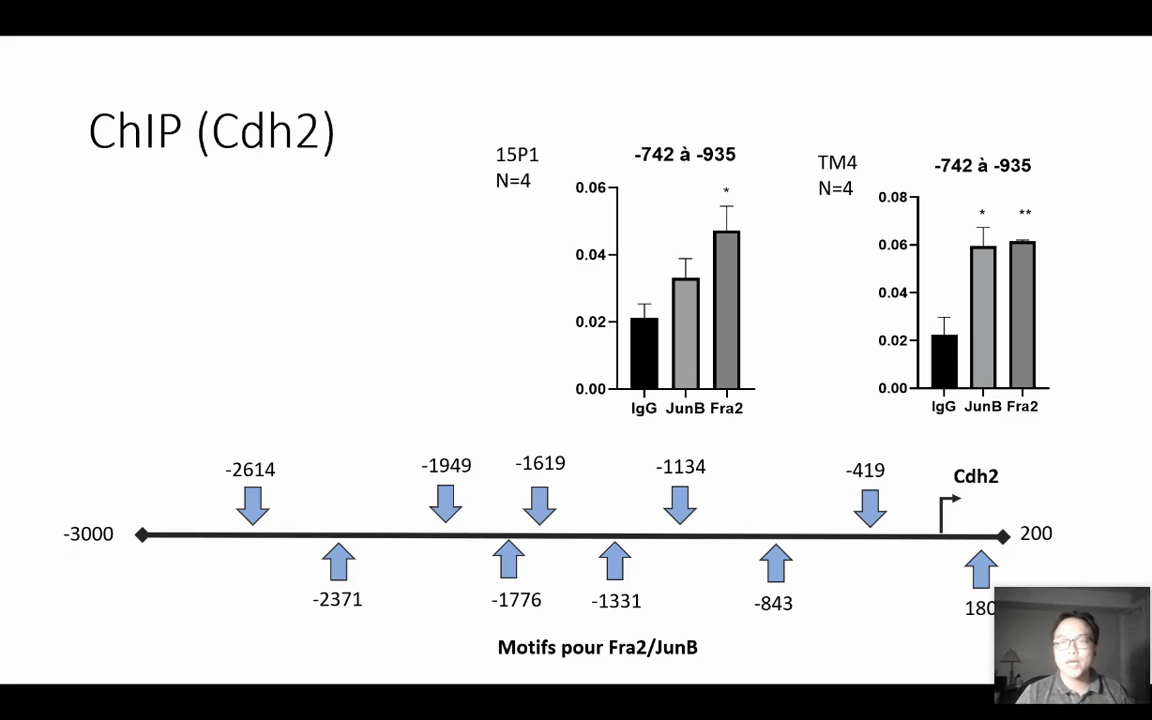 ChIP (Cdh2)
15P1
N=4
-742 à -935
*
0.06
0.04
0.02
0.00
IgG JunB Fra2
TM4
N=4
-742 à -935
* **
0.08
0.06
0.04
0.02
0.00
IgG JunB Fra2
-2614 -1949 -1619 -1134 -419 Cdh2
-3000 200
-2371 -1776 -1331 -843 180
Motifs pour Fra2/JunB